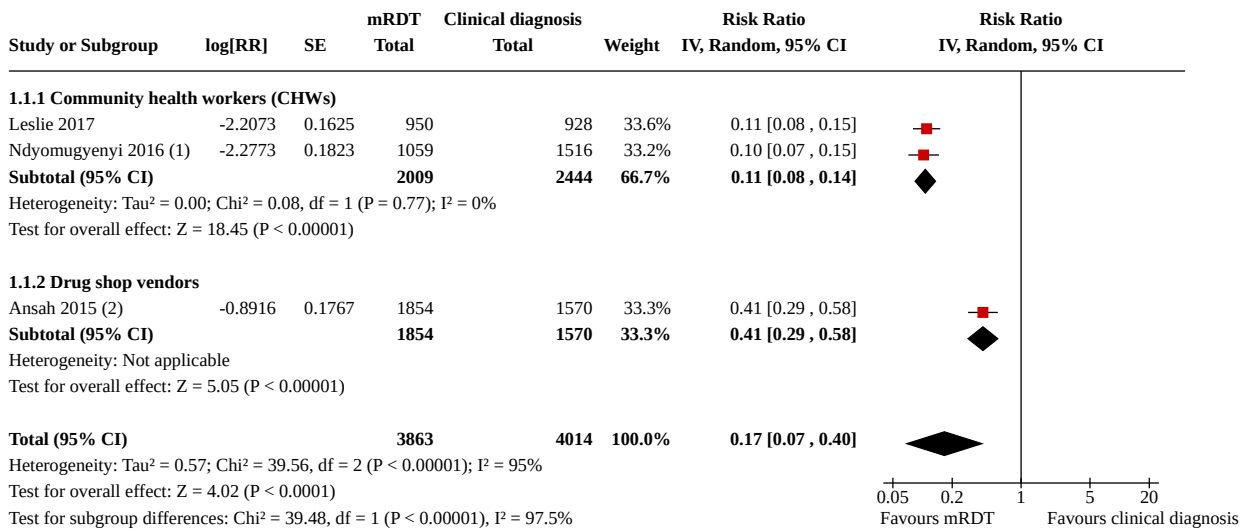 mRDT Clinical diagnosis Risk Ratio Risk Ratio
Study or Subgroup log[RR] SE Total Total Weight IV, Random, 95% CI IV, Random, 95% CI
1.1.1 Community health workers (CHWs)
Leslie 2017 -2.2073 0.1625 950 928 33.6% 0.11 [0.08 , 0.15]
Ndyomugyenyi 2016 (1) -2.2773 0.1823 1059 1516 33.2% 0.10 [0.07 , 0.15]
Subtotal (95% CI) 2009 2444 66.7% 0.11 [0.08 , 0.14]
Heterogeneity: Tau² = 0.00; Chi² = 0.08, df = 1 (P = 0.77); I² = 0%
Test for overall effect: Z = 18.45 (P < 0.00001)
1.1.2 Drug shop vendors
Ansah 2015 (2) -0.8916 0.1767 1854 1570 33.3% 0.41 [0.29 , 0.58]
Subtotal (95% CI) 1854 1570 33.3% 0.41 [0.29 , 0.58]
Heterogeneity: Not applicable
Test for overall effect: Z = 5.05 (P < 0.00001)
Total (95% CI) 3863 4014 100.0% 0.17 [0.07 , 0.40]
Heterogeneity: Tau² = 0.57; Chi² = 39.56, df = 2 (P < 0.00001); I² = 95%
Test for overall effect: Z = 4.02 (P < 0.0001)
0.05 0.2 1 5 20
Test for subgroup differences: Chi² = 39.48, df = 1 (P < 0.00001), I² = 97.5%
Favours mRDT Favours clinical diagnosis